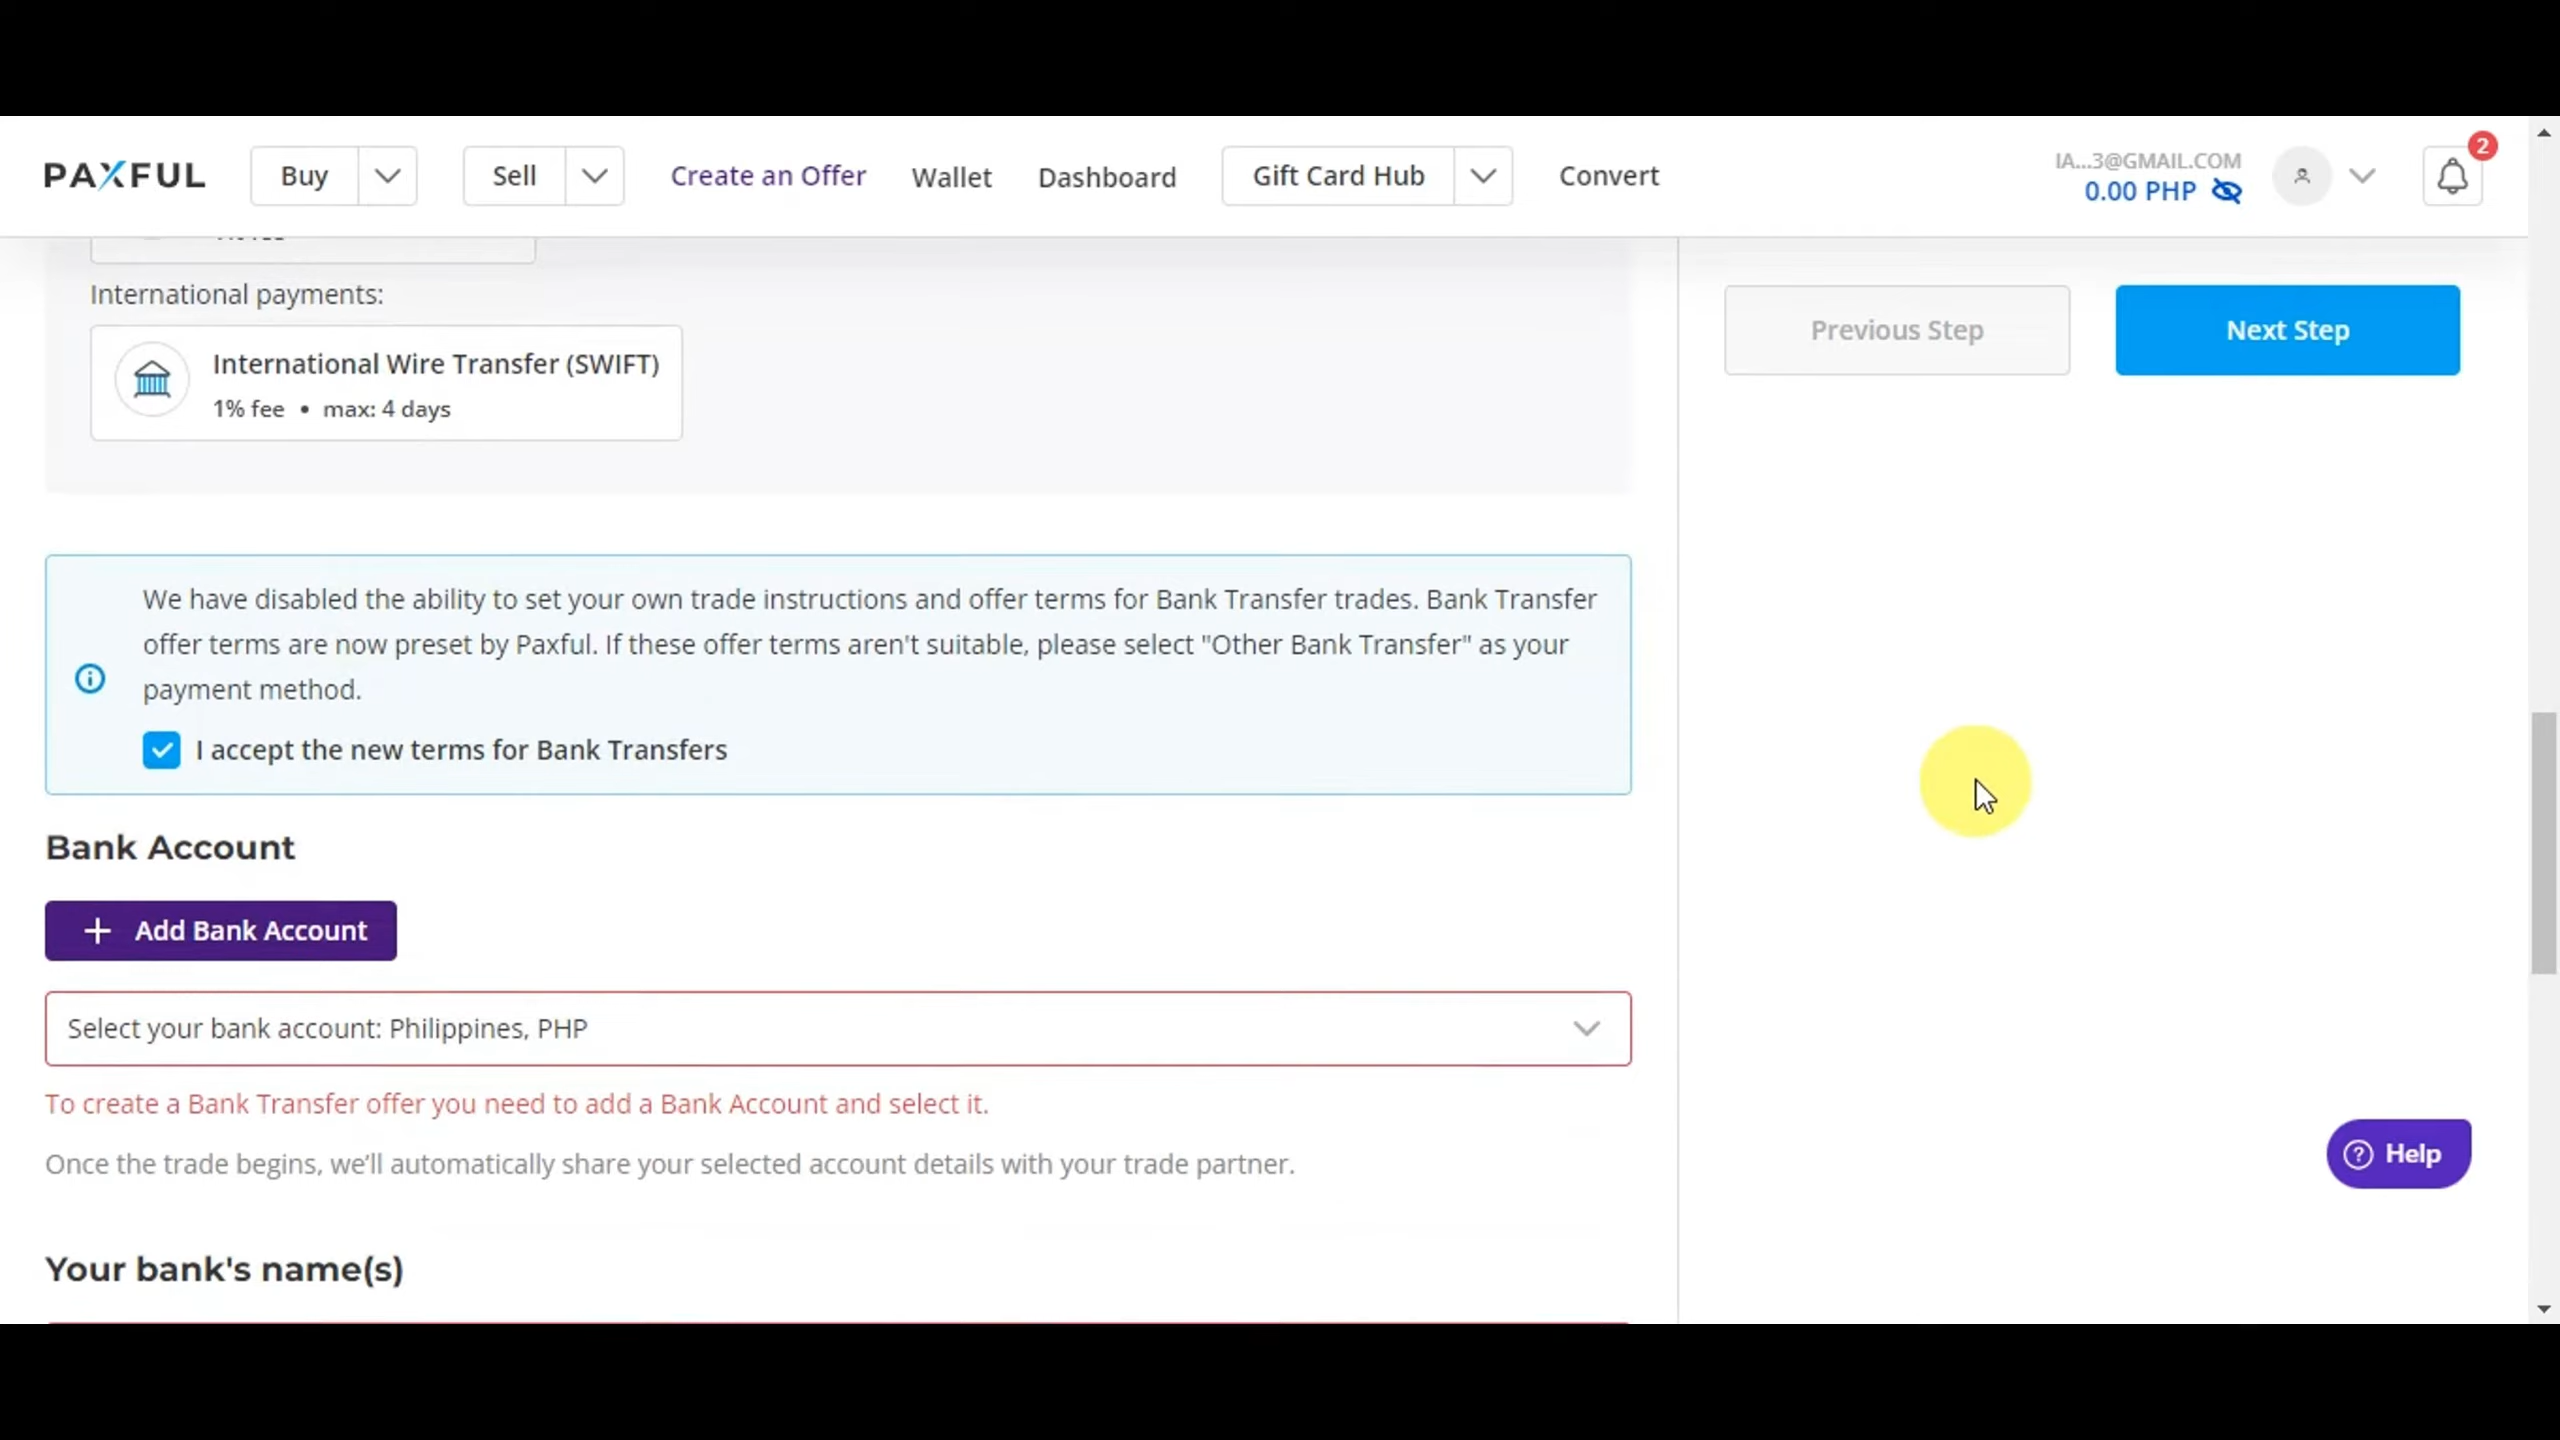 PAXFUL
Buy
Sell
Create an Offer
Wallet
Dashboard
Gift Card Hub
Convert
IA...3@GMAIL.COM
0.00 PHP
2
International payments:
International Wire Transfer (SWIFT)
1% fee • max: 4 days
Previous Step
Next Step
We have disabled the ability to set your own trade instructions and offer terms for Bank Transfer trades. Bank Transfer
offer terms are now preset by Paxful. If these offer terms aren't suitable, please select "Other Bank Transfer" as your
payment method.
I accept the new terms for Bank Transfers
Bank Account
+ Add Bank Account
Select your bank account: Philippines, PHP
To create a Bank Transfer offer you need to add a Bank Account and select it.
Once the trade begins, we’ll automatically share your selected account details with your trade partner.
Help
Your bank's name(s)